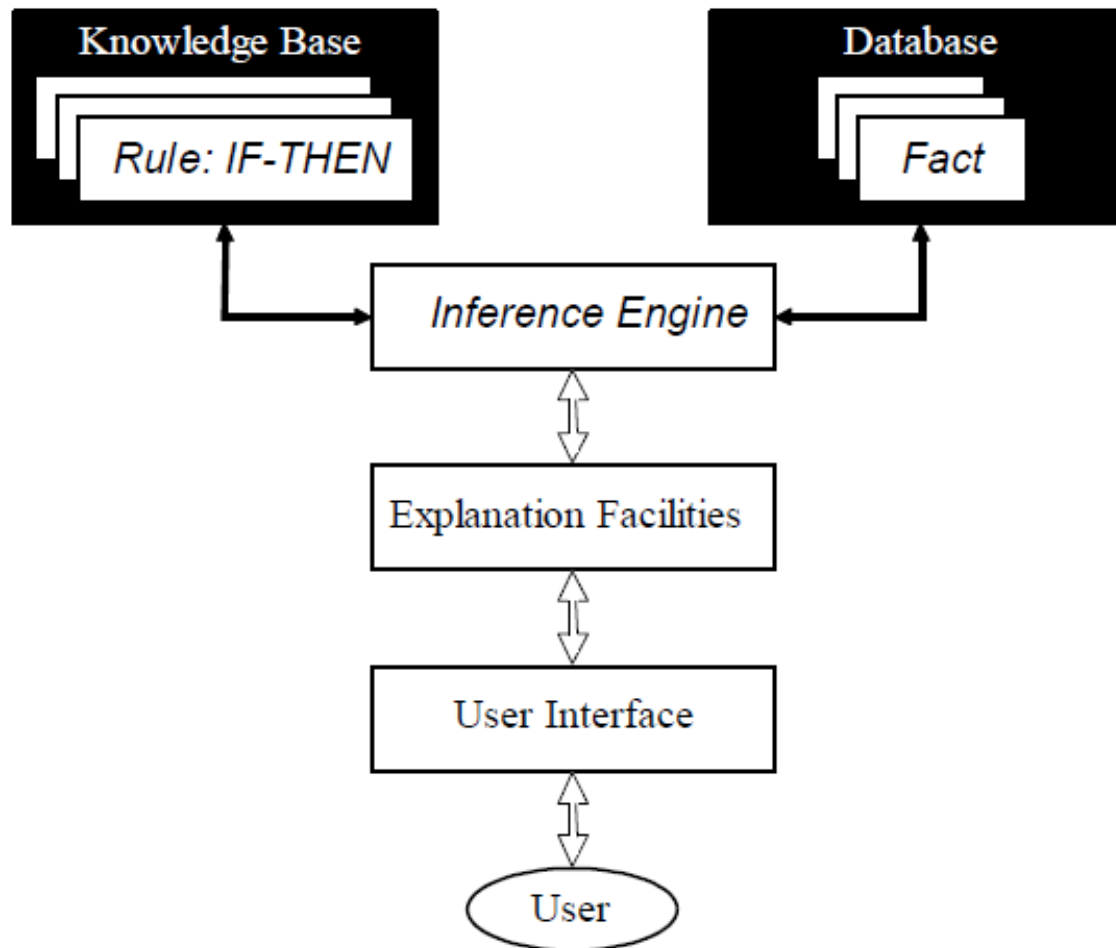 Knowledge Base
Rule: IF-THEN
Database
Fact
Inference Engine
Explanation Facilities
User Interface
User